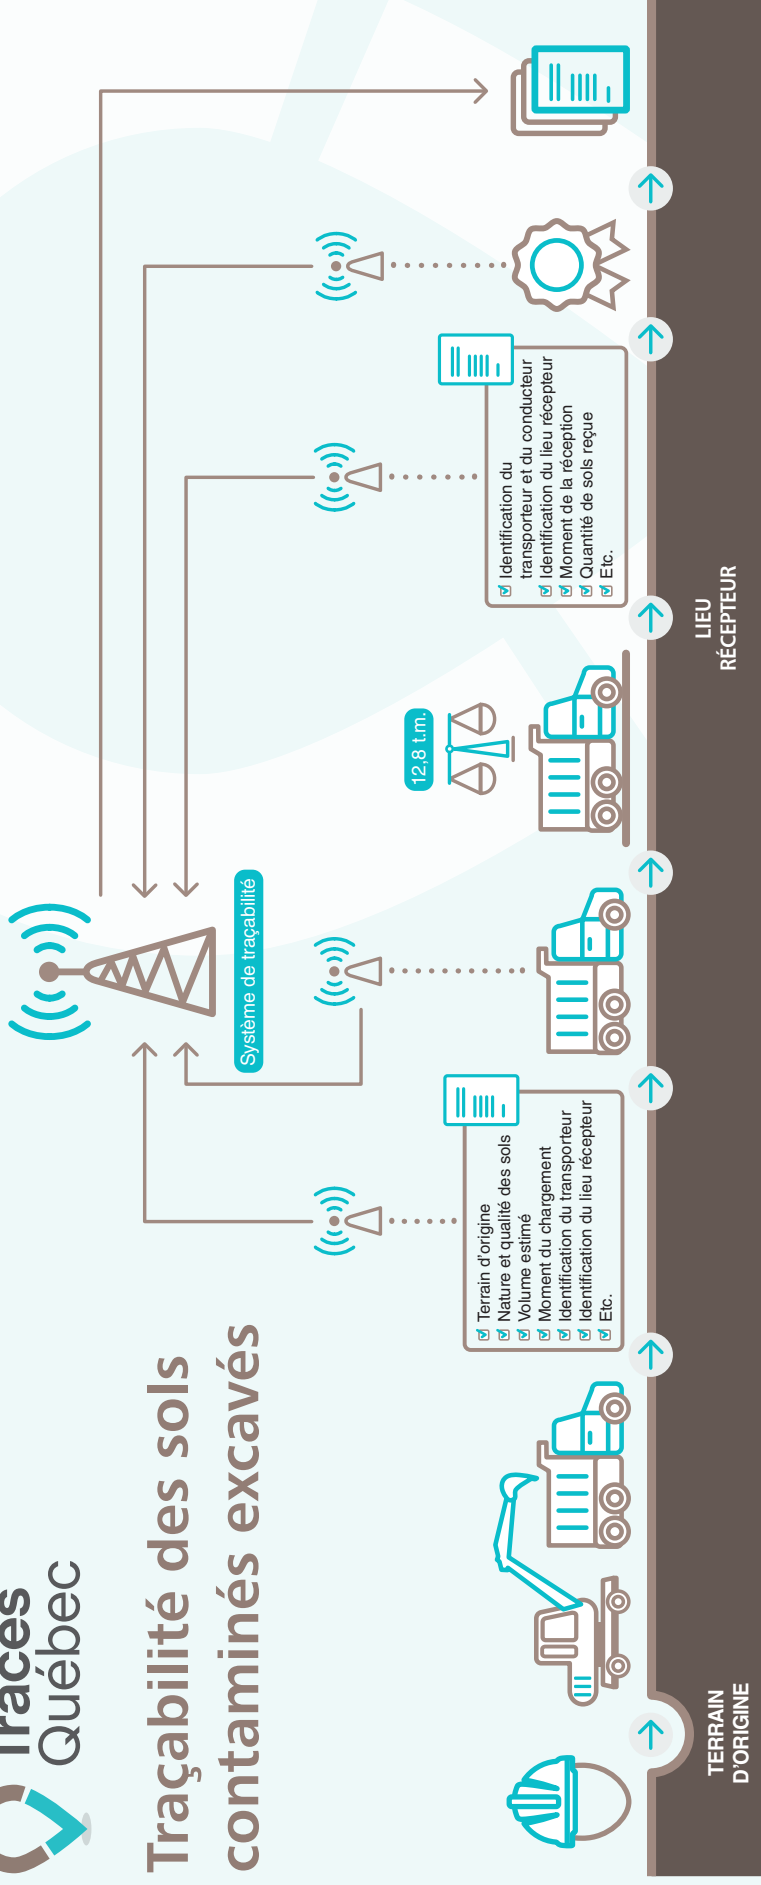 Traces
Québec
Traçabilité des sols
contaminés excavés
Système de traçabilité
Terrain d'origine
Nature et qualité des sols
Volume estimé
Moment du chargement
Identification du transporteur
Identification du lieu récepteur
Etc.
12,8 t.m.
Identification du
transporteur et du conducteur
Identification du lieu récepteur
Moment de la réception
Quantité de sols reçue
Etc.
TERRAIN
D'ORIGINE
LIEU
RÉCEPTEUR